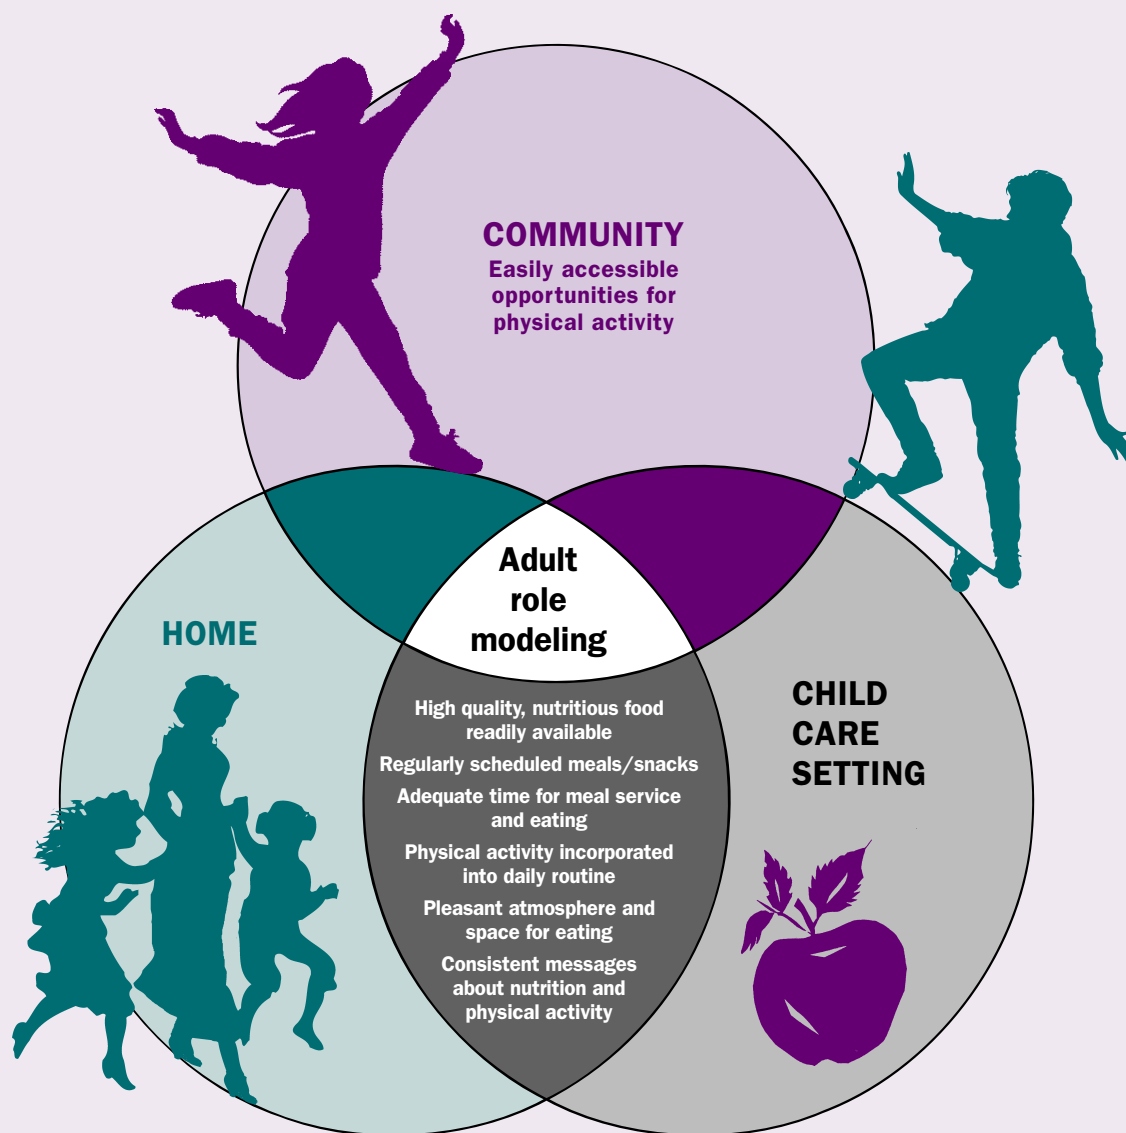 COMMUNITY
Easily accessible
opportunities for
physical activity
Adult
role
modeling
HOME
CHILD
CARE
SETTING
High quality, nutritious food
readily available
Regularly scheduled meals/snacks
Adequate time for meal service
and eating
Physical activity incorporated
into daily routine
Pleasant atmosphere and
space for eating
Consistent messages
about nutrition and
physical activity